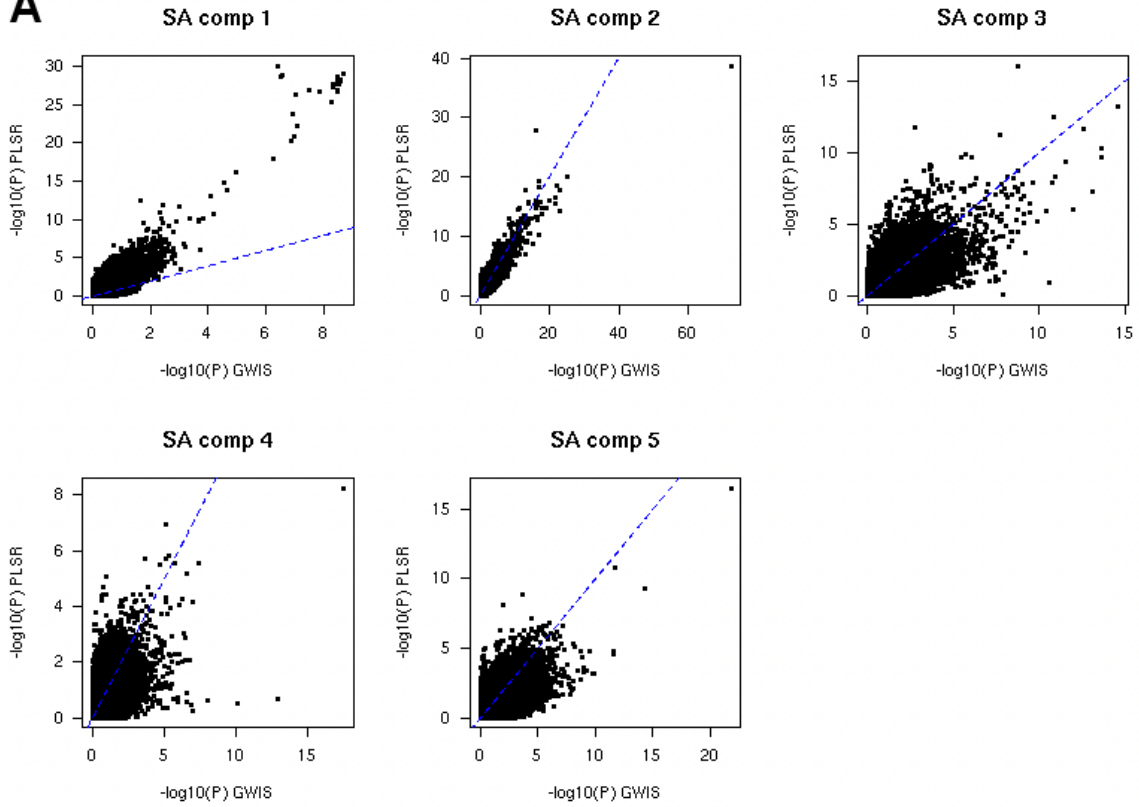 A
SA comp 1
SA comp 2
SA comp 3
-log10(P) PLSR
30
25
20
15
10
5
0
0 2 4 6 8
-log10(P) GWIS
-log10(P) PLSR
40
30
20
10
0
0 20 40 60
-log10(P) GWIS
-log10(P) PLSR
15
10
5
0
0 5 10 15
-log10(P) GWIS
SA comp 4
SA comp 5
-log10(P) PLSR
8
6
4
2
0
0 5 10 15
-log10(P) GWIS
-log10(P) PLSR
15
10
5
0
0 5 10 15 20
-log10(P) GWIS